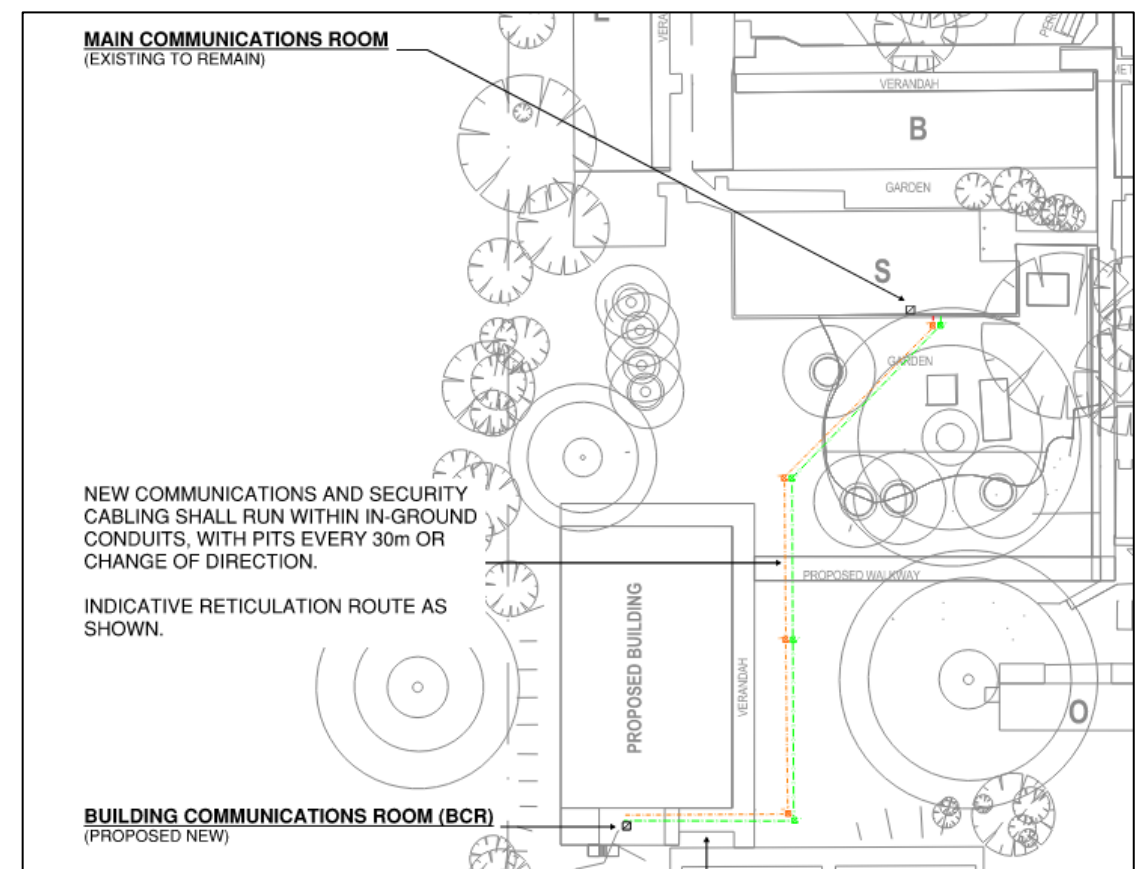 MAIN COMMUNICATIONS ROOM
(EXISTING TO REMAIN)
VERANDAH
B
GARDEN
S
GARDEN
NEW COMMUNICATIONS AND SECURITY
CABLING SHALL RUN WITHIN IN-GROUND
CONDUITS, WITH PITS EVERY 30m OR
CHANGE OF DIRECTION.
INDICATIVE RETICULATION ROUTE AS
SHOWN.
PROPOSED WALKWAY
PROPOSED BUILDING
VERANDAH
O
BUILDING COMMUNICATIONS ROOM (BCR)
(PROPOSED NEW)